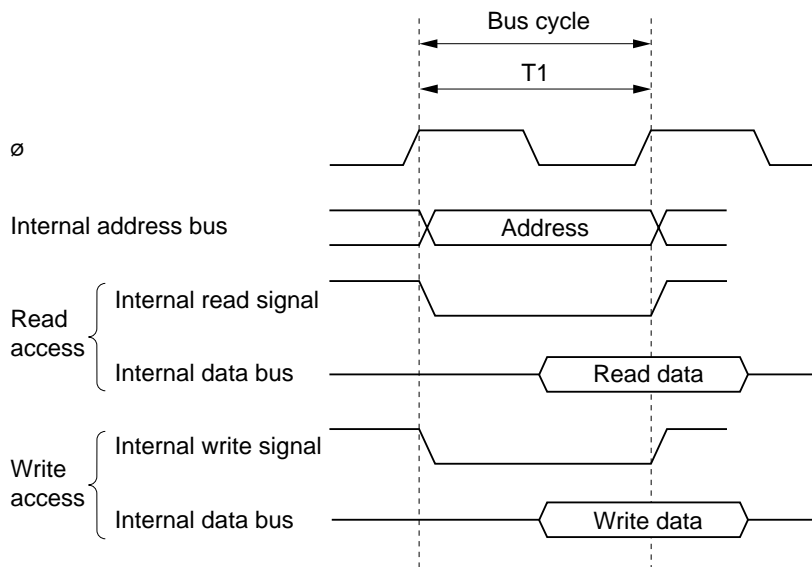 Bus cycle
T1
ø
Internal address bus
Address
Read
access
Internal read signal
Internal data bus
Read data
Write
access
Internal write signal
Internal data bus
Write data